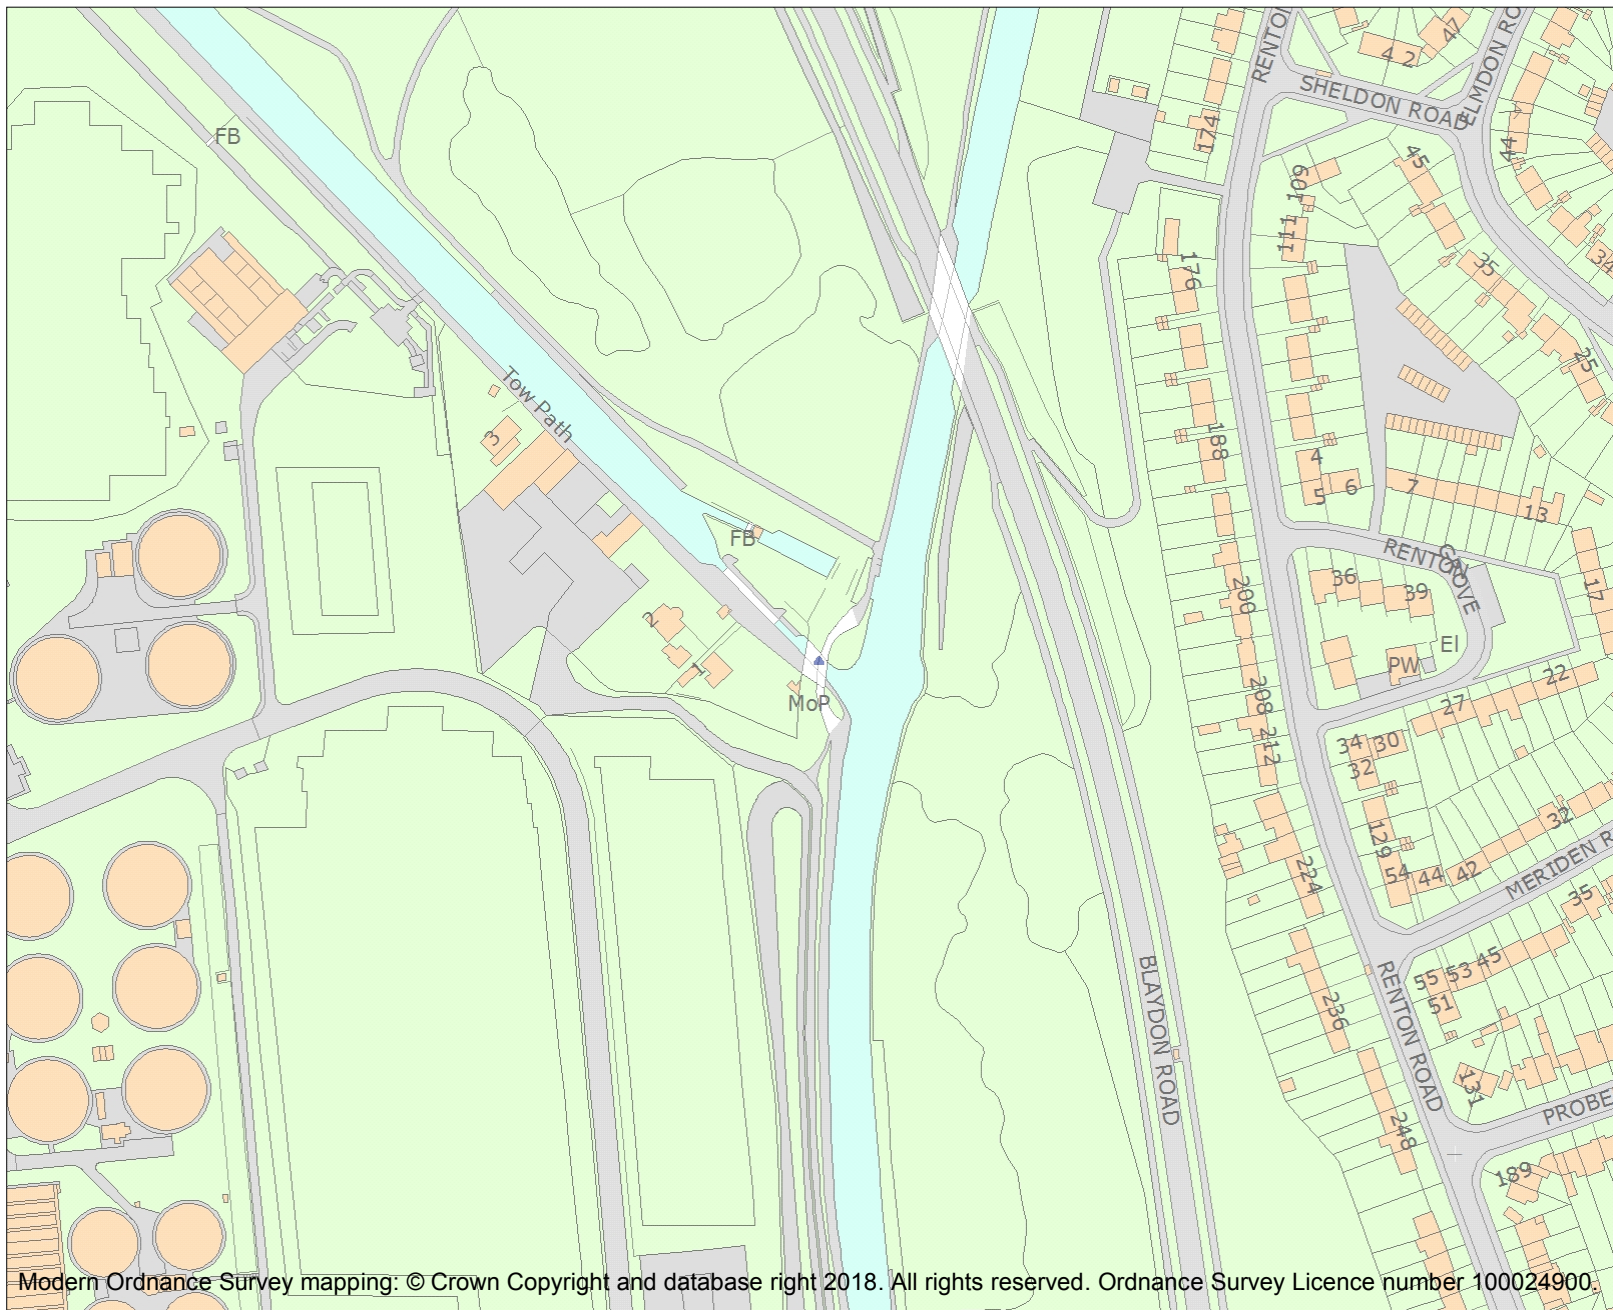 RENTON
47
4 2
ELMDON RO
SHELDON ROAD
FB
174
44
45
109
111
34
35
176
25
Tow Path
3
188
4
6
5
7
13
FB
RENTON
GROVE
36
39
17
200
2
El
PW
1
22
208
MoP
27
212
34
30
32
32
129
54
44
42
224
MERIDEN R
35
BLAYDON ROAD
55
53
45
51
RENTON ROAD
236
131
PROBE
248
189
Modern Ordnance Survey mapping: © Crown Copyright and database right 2018. All rights reserved. Ordnance Survey Licence number 100024900.